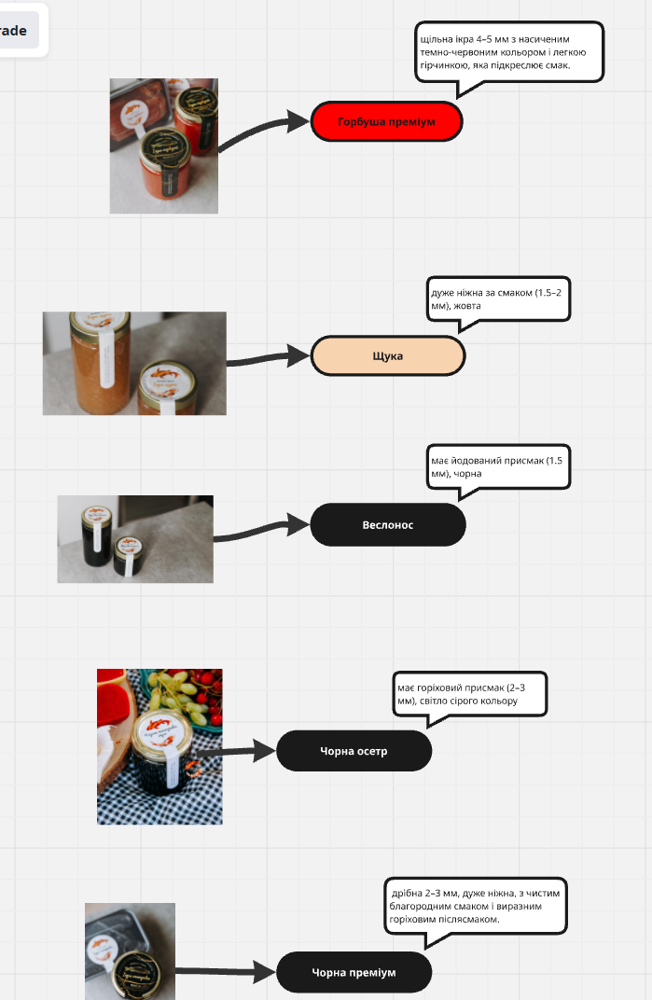 rade
щільна ікра 4–5 мм з насиченим
темно-червоним кольором і легкою
гірчинкою, яка підкреслює смак.
Горбуша преміум
дуже ніжна за смаком (1.5–2
мм), жовта
Щука
має йодований присмак (1.5
мм), чорна
Веслонос
має горіховий присмак (2–3
мм), світло сірого кольору
Чорна осетр
дрібна 2–3 мм, дуже ніжна, з чистим
благородним смаком і виразним
горіховим післясмаком.
Чорна преміум